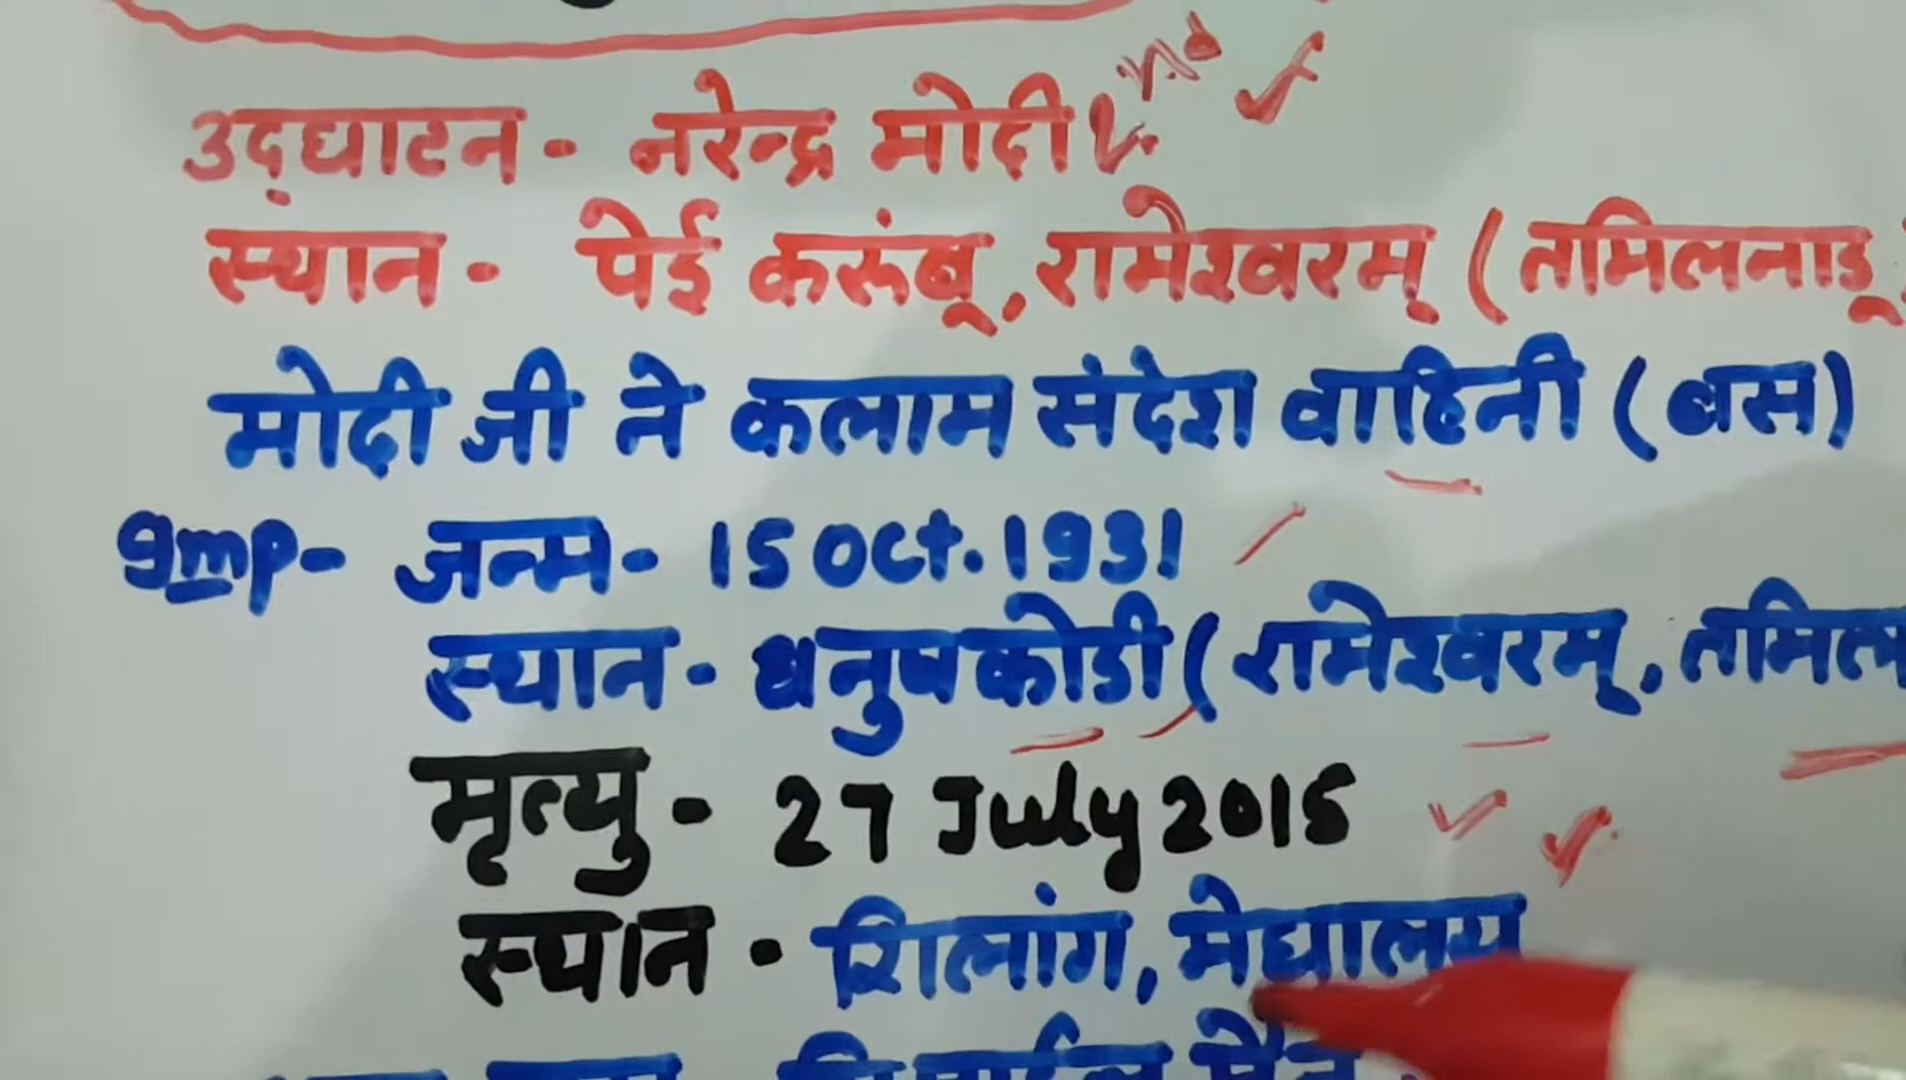 उद्‌घाटन - नरेन्द्र मोदी
स्थान - पेई करुंबू, रामेश्वरम् (तमिलनाडू)
मोदी जी ने कलाम संदेश वाहिनी (बस)
gmp - जन्म - 15 Oct. 1931
स्थान - धनुषकोडी (रामेश्वरम्, तमिल
मृत्यु - 27 July 2015
स्थान - शिलांग, मेघालय